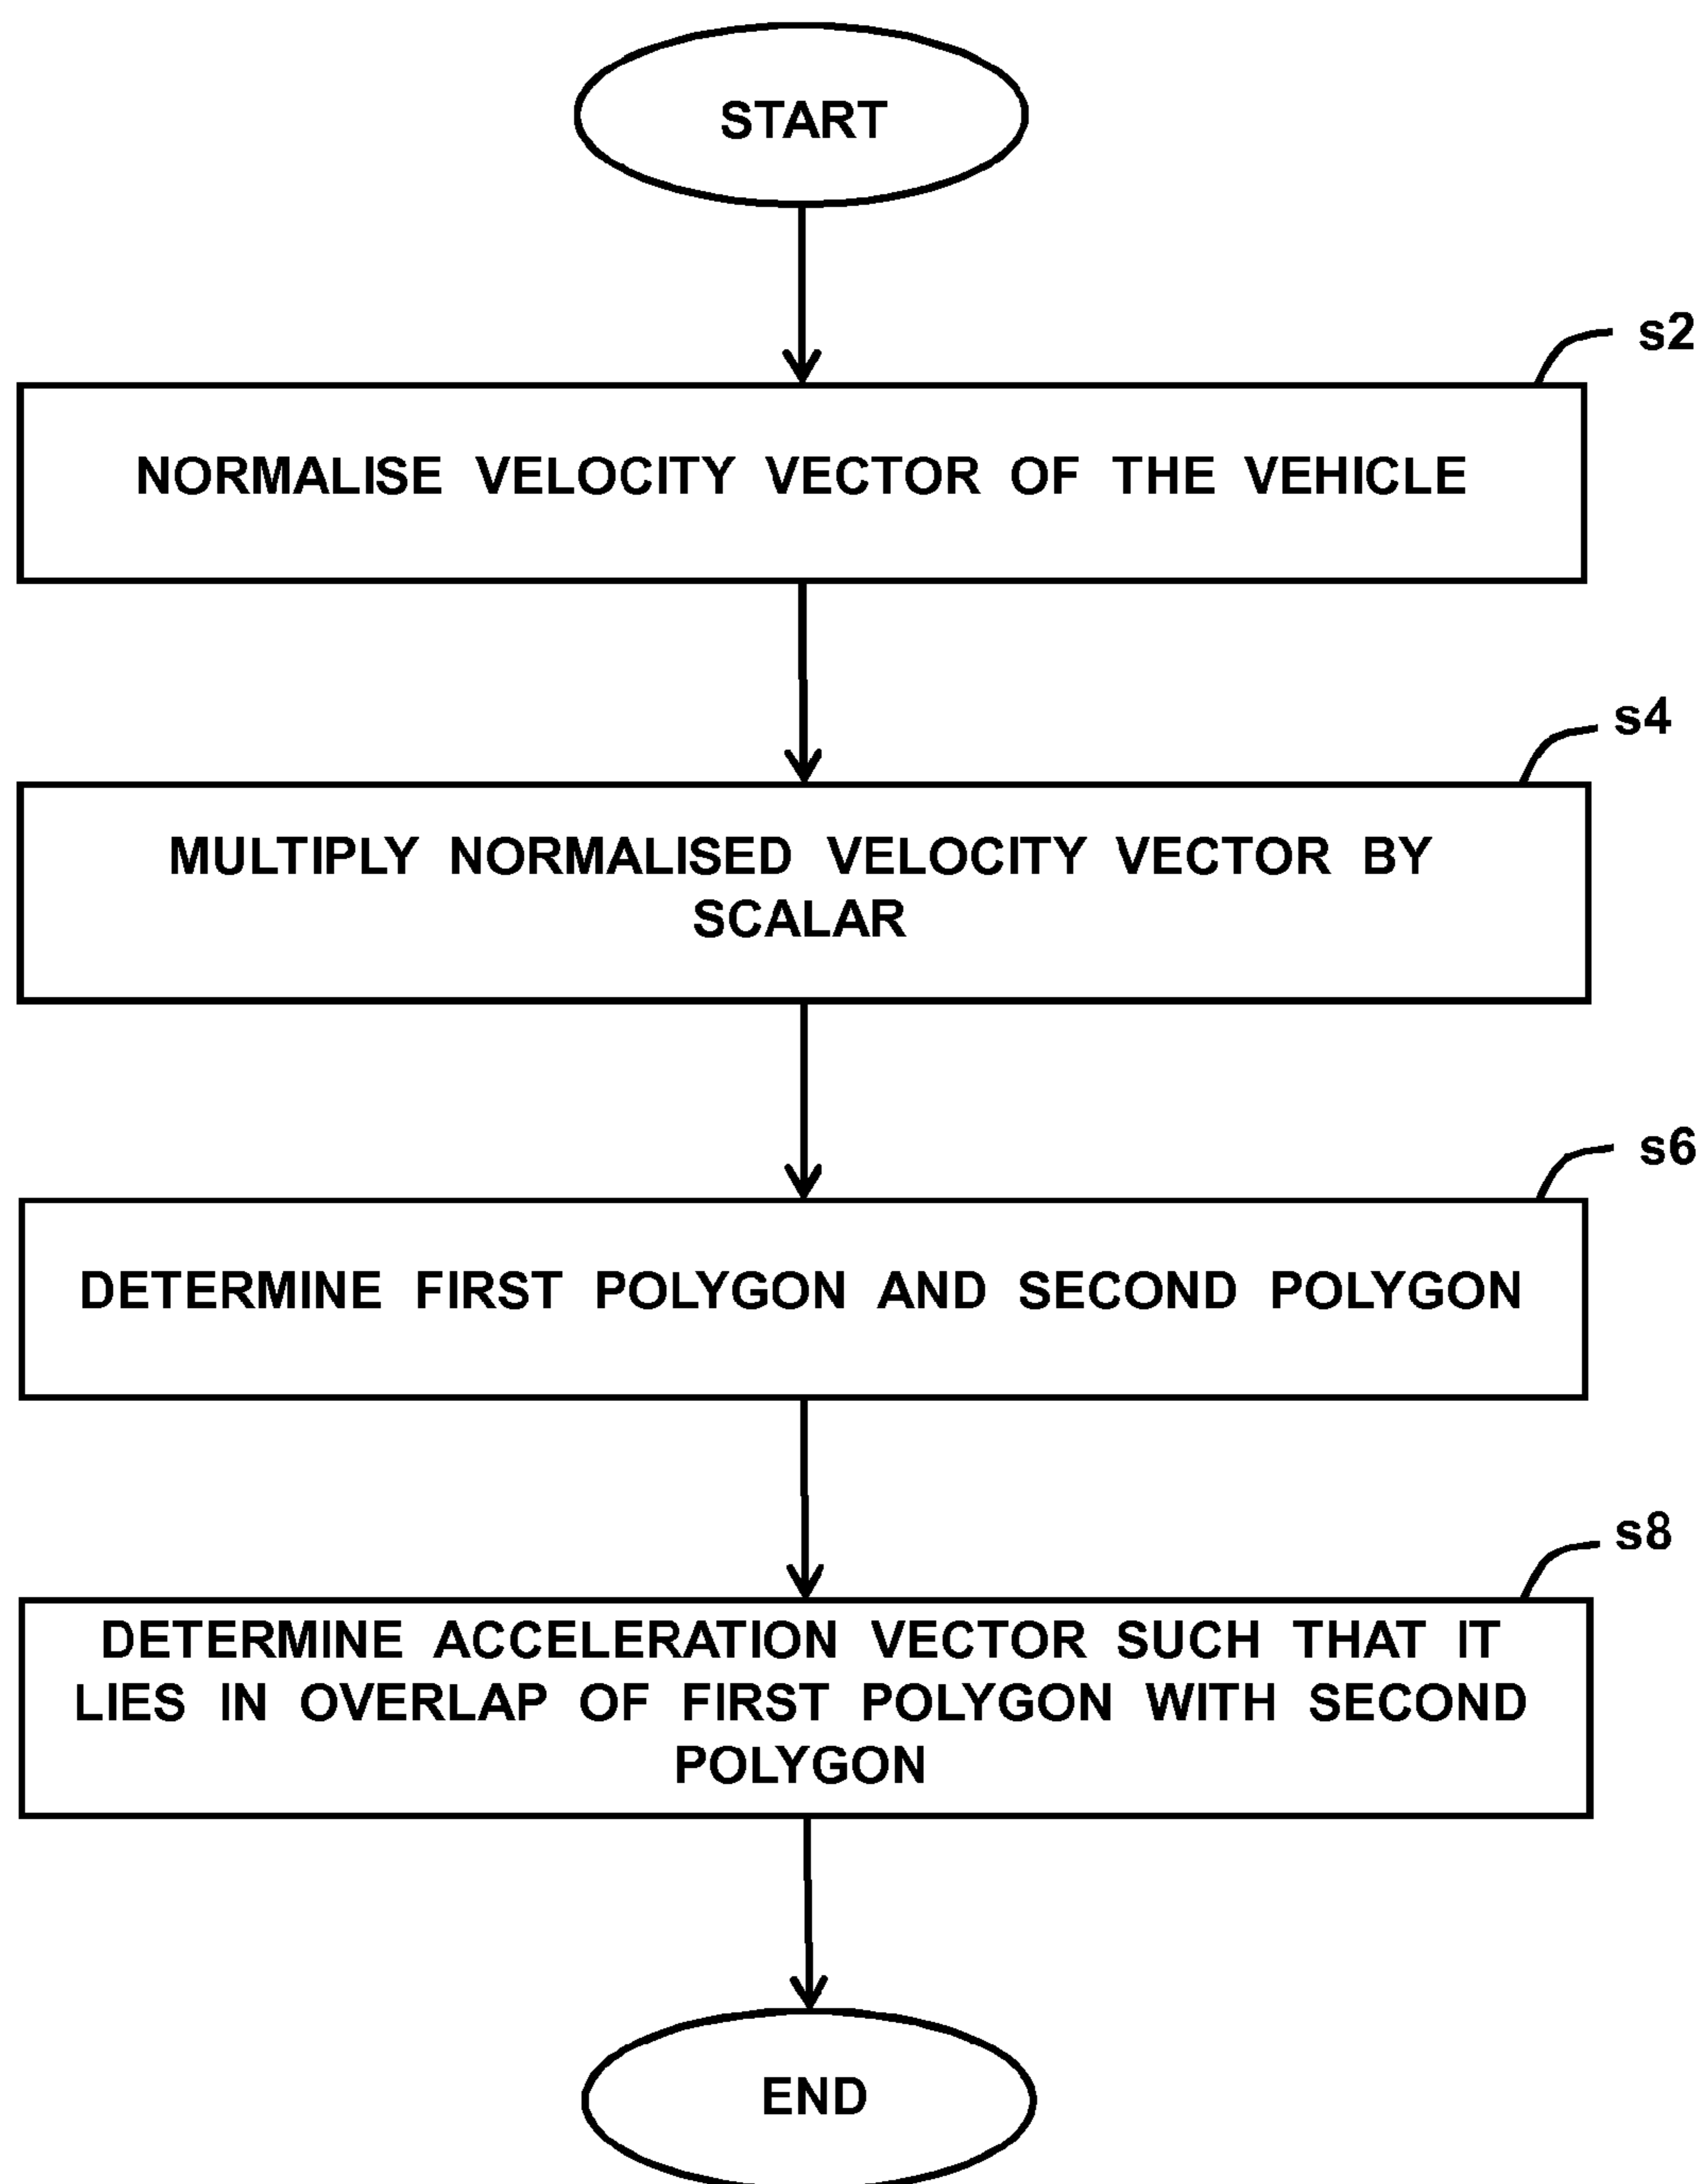 START
s2
NORMALISE VELOCITY VECTOR OF THE VEHICLE
s4
MULTIPLY NORMALISED VELOCITY VECTOR BY
SCALAR
s6
DETERMINE FIRST POLYGON AND SECOND POLYGON
s8
DETERMINE ACCELERATION VECTOR SUCH THAT IT
LIES IN OVERLAP OF FIRST POLYGON WITH SECOND
POLYGON
END